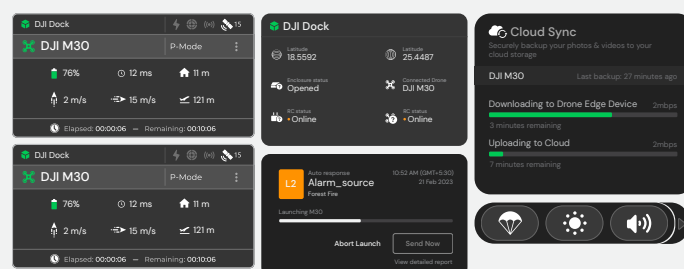 DJI Dock
15
DJI M30
P-Mode
76%
12 ms
11 m
2 m/s
15 m/s
121 m
Elapsed: 00:00:06 — Remaining: 00:10:06
DJI Dock
15
DJI M30
P-Mode
76%
12 ms
11 m
2 m/s
15 m/s
121 m
Elapsed: 00:00:06 — Remaining: 00:10:06
DJI Dock
Latitude
18.5592
Latitude
25.4487
Enclosure status
Opened
Connected Drone
DJI M30
RC status
Online
RC status
Online
L2
Auto response
Alarm_source
Forest Fire
10:52 AM (GMT+5:30)
21 Feb 2023
Launching M30
Abort Launch
Send Now
View detailed report
Cloud Sync
Securely backup your photos & videos to your
cloud storage
DJI M30
Last backup: 27 minutes ago
Downloading to Drone Edge Device
2mbps
3 minutes remaining
Uploading to Cloud
2mbps
7 minutes remaining